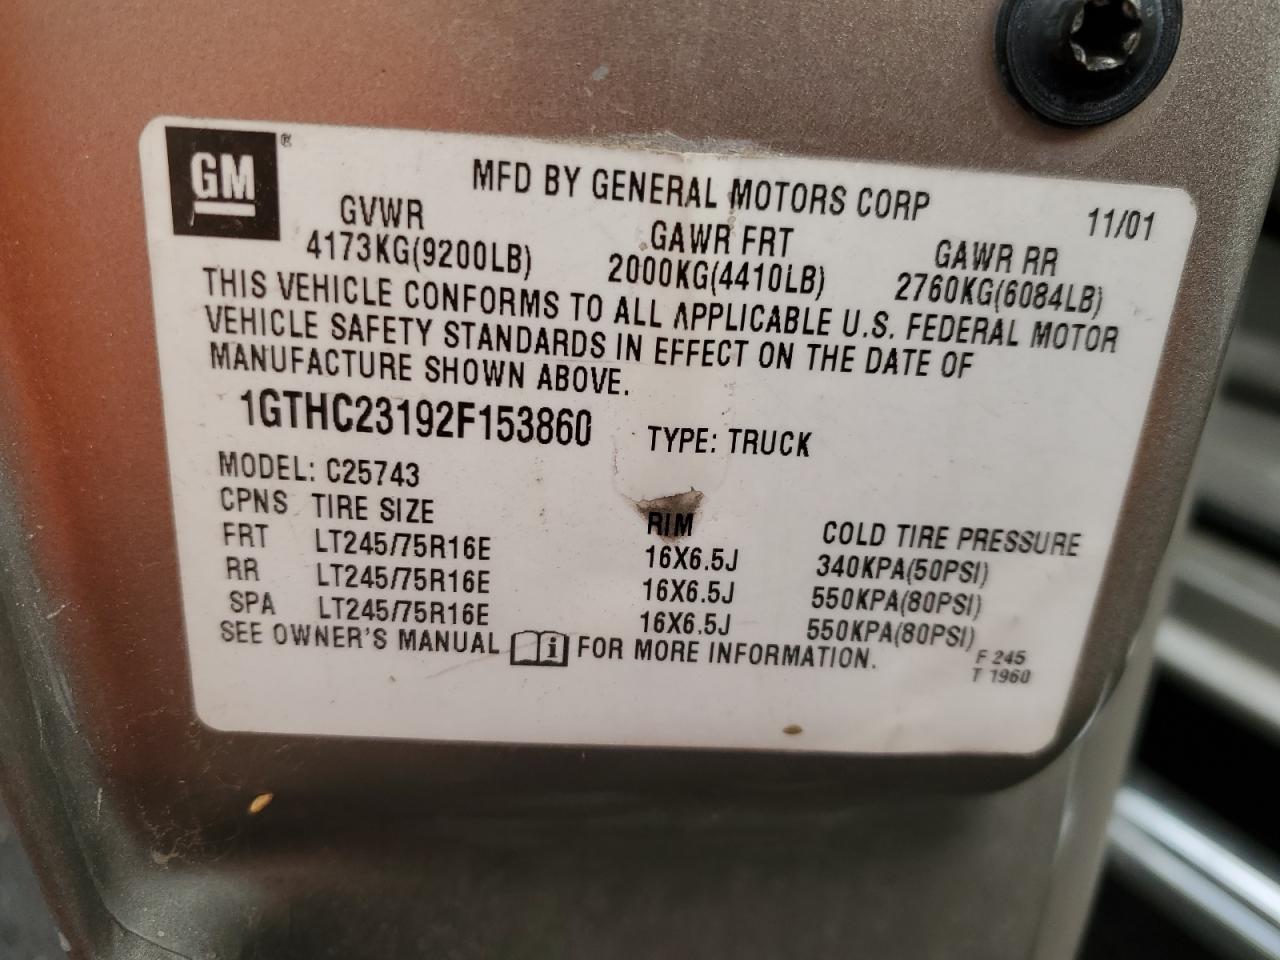 GM ®
MFD BY GENERAL MOTORS CORP 11/01
GVWR GAWR FRT GAWR RR
4173KG(9200LB) 2000KG(4410LB) 2760KG(6084LB)
THIS VEHICLE CONFORMS TO ALL APPLICABLE U.S. FEDERAL MOTOR
VEHICLE SAFETY STANDARDS IN EFFECT ON THE DATE OF
MANUFACTURE SHOWN ABOVE.
1GTHC23192F153860 TYPE: TRUCK
MODEL: C25743
CPNS TIRE SIZE RIM COLD TIRE PRESSURE
FRT LT245/75R16E 16X6.5J 340KPA(50PSI)
RR LT245/75R16E 16X6.5J 550KPA(80PSI)
SPA LT245/75R16E 16X6.5J 550KPA(80PSI)
SEE OWNER'S MANUAL i FOR MORE INFORMATION.
F 245
T 1960